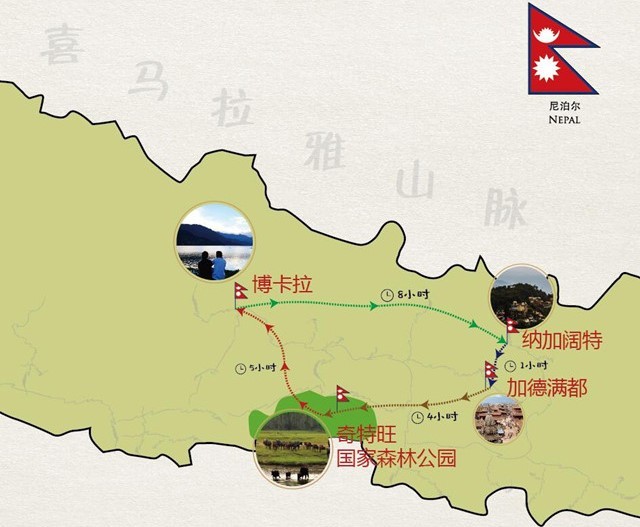 喜马拉雅山脉
尼泊尔
NEPAL
博卡拉
8小时
纳加阔特
1小时
加德满都
5小时
4小时
奇特旺
国家森林公园